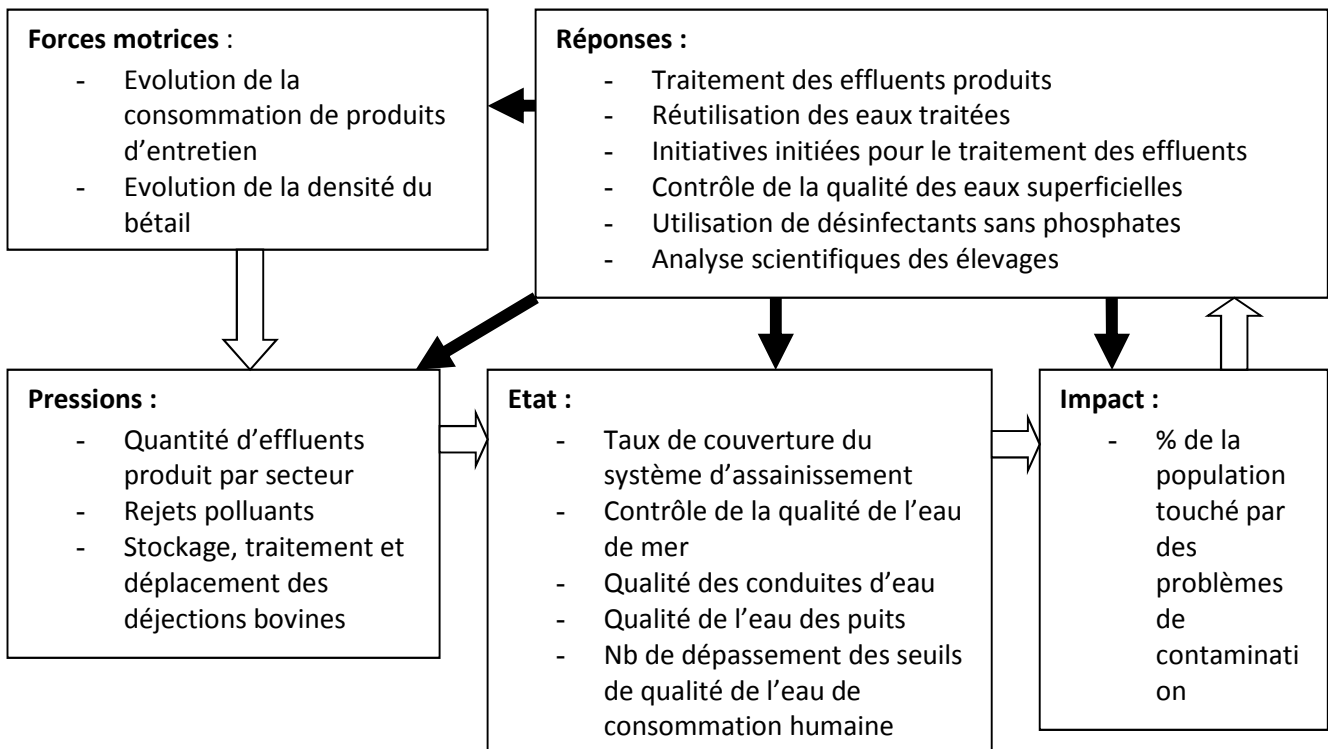 Forces motrices :
- Evolution de la
consommation de produits
d’entretien
- Evolution de la densité du
bétail
Réponses :
- Traitement des effluents produits
- Réutilisation des eaux traitées
- Initiatives initiées pour le traitement des effluents
- Contrôle de la qualité des eaux superficielles
- Utilisation de désinfectants sans phosphates
- Analyse scientifiques des élevages
Pressions :
- Quantité d’effluents
produit par secteur
- Rejets polluants
- Stockage, traitement et
déplacement des
déjections bovines
Etat :
- Taux de couverture du
système d’assainissement
- Contrôle de la qualité de l’eau
de mer
- Qualité des conduites d’eau
- Qualité de l’eau des puits
- Nb de dépassement des seuils
de qualité de l’eau de
consommation humaine
Impact :
- % de la
population
touché par
des
problèmes
de
contaminati
on